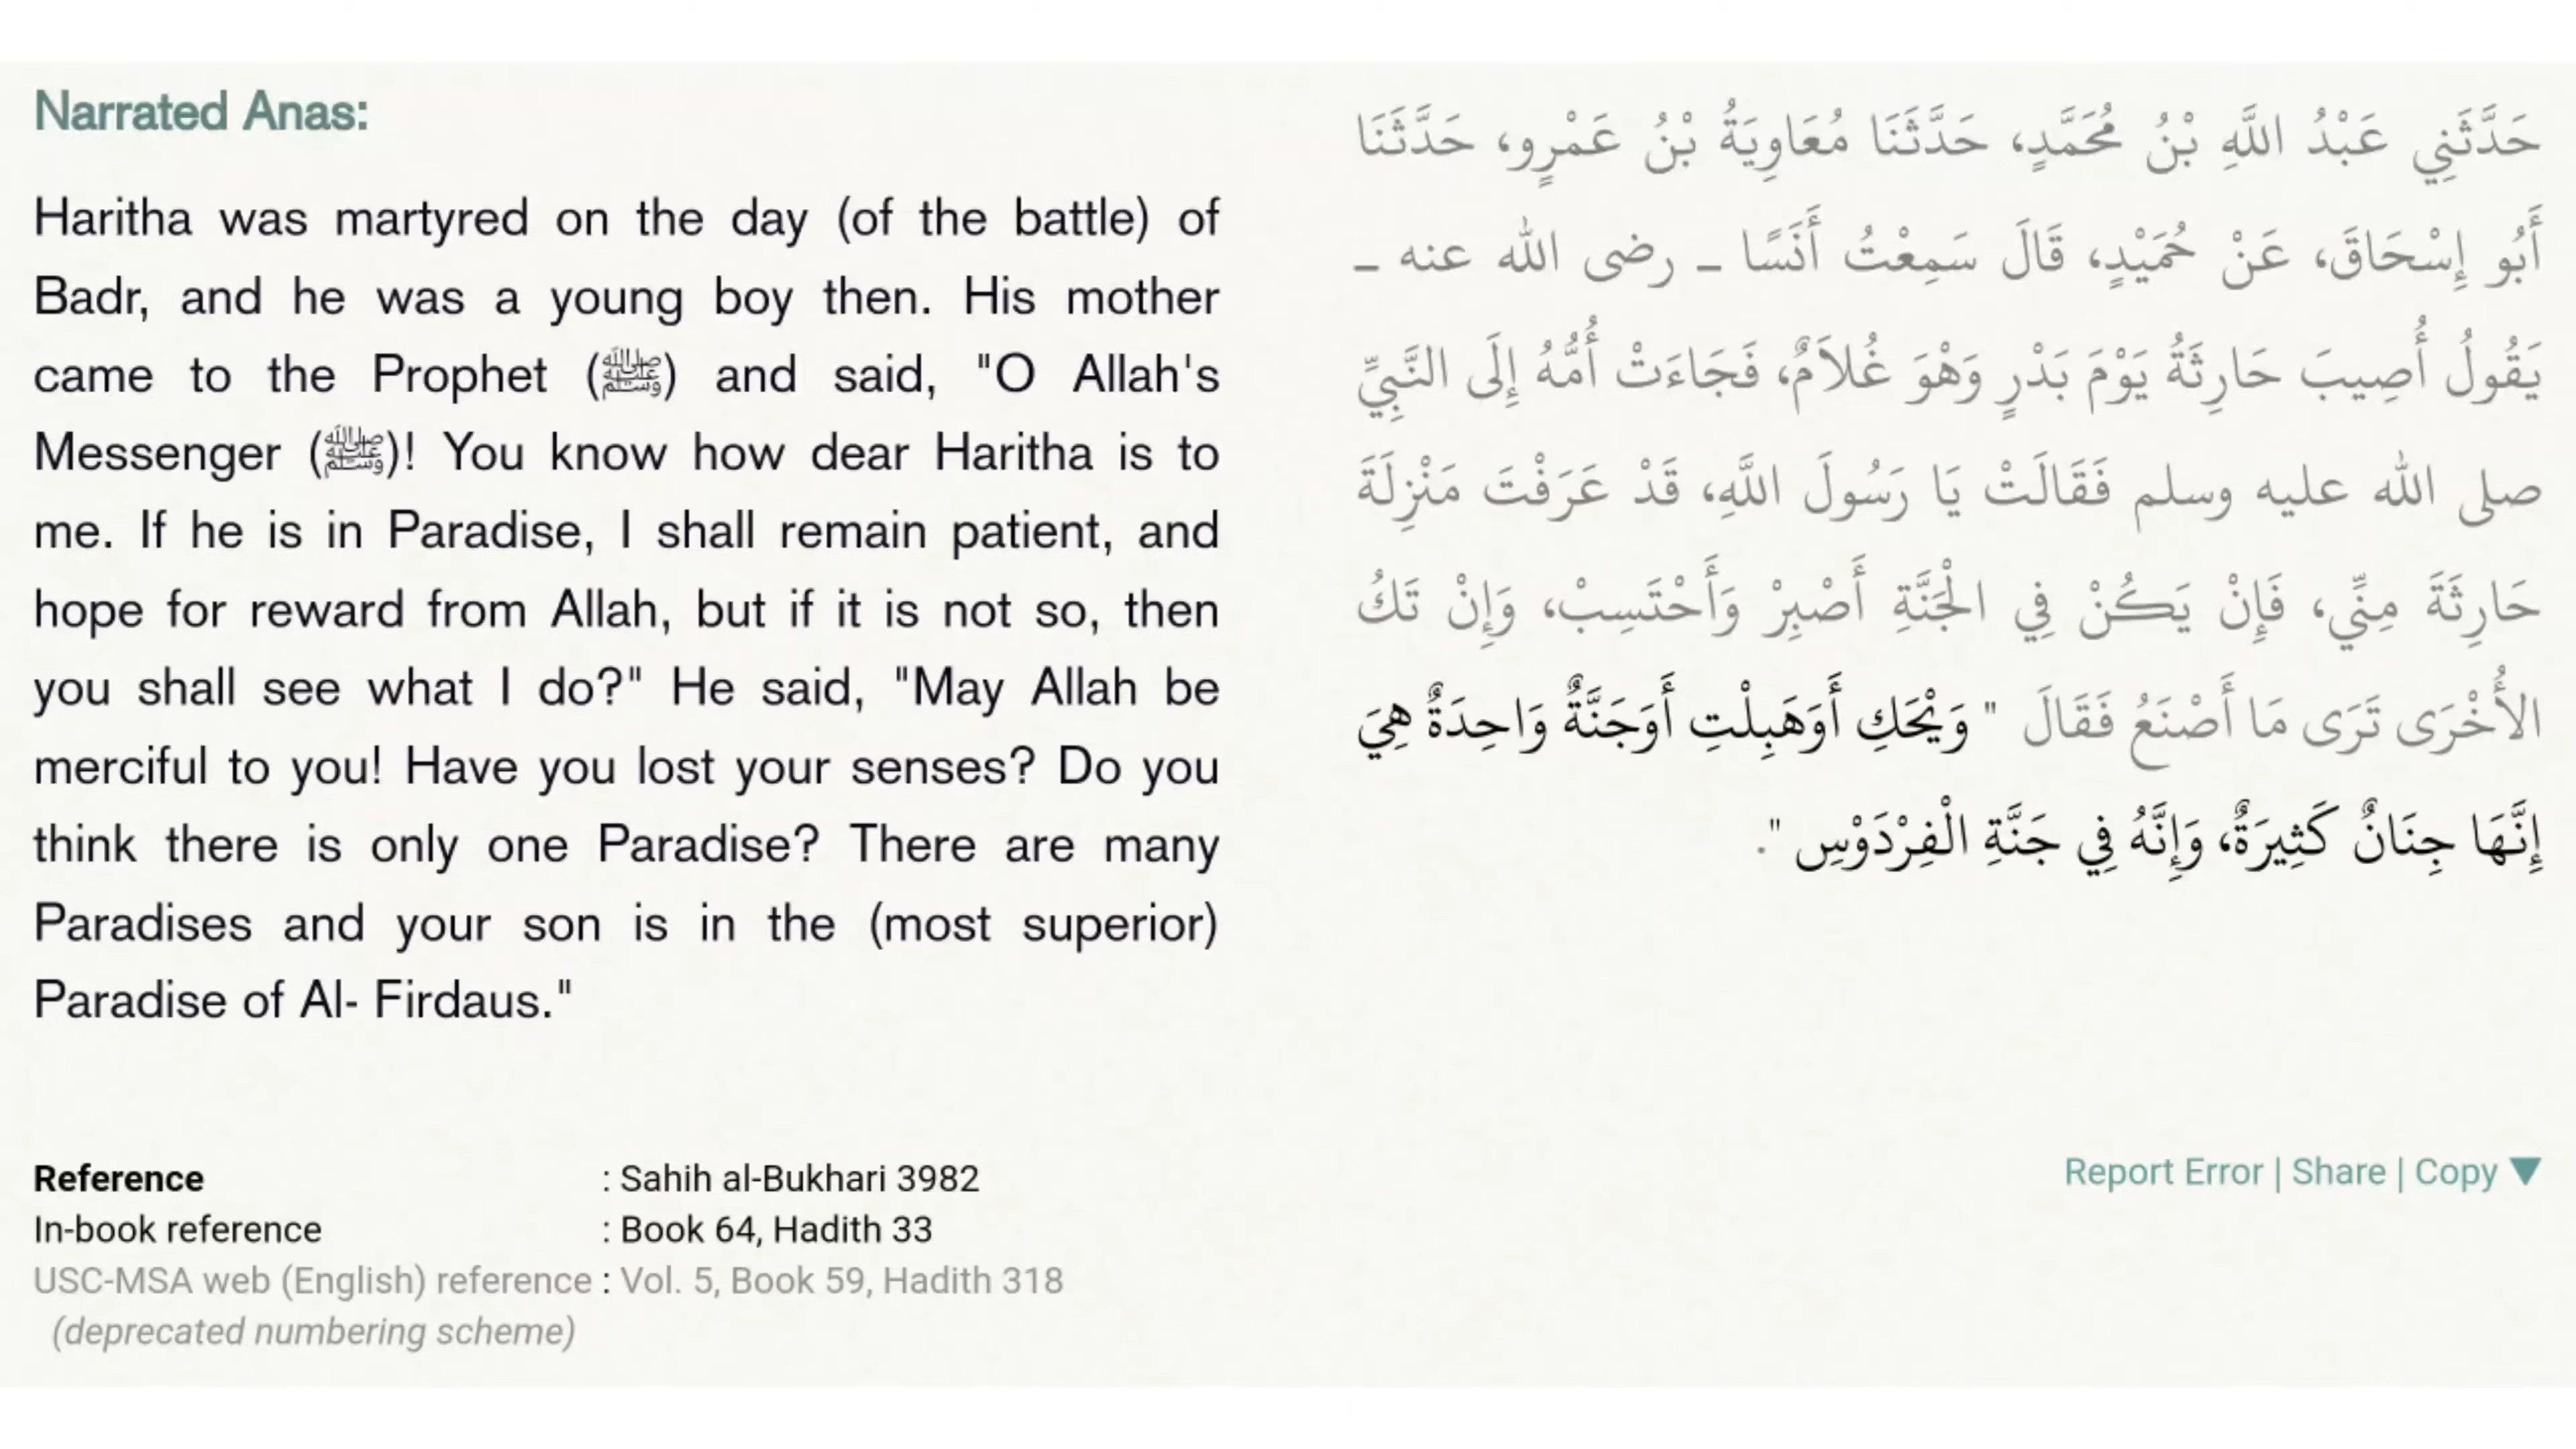 Narrated Anas:
Haritha was martyred on the day (of the battle) of
Badr, and he was a young boy then. His mother
came to the Prophet (ﷺ) and said, "O Allah's
Messenger (ﷺ)! You know how dear Haritha is to
me. If he is in Paradise, I shall remain patient, and
hope for reward from Allah, but if it is not so, then
you shall see what I do?" He said, "May Allah be
merciful to you! Have you lost your senses? Do you
think there is only one Paradise? There are many
Paradises and your son is in the (most superior)
Paradise of Al- Firdaus."
حَدَّثَنِي عَبْدُ اللَّهِ بْنُ مُحَمَّدٍ، حَدَّثَنَا مُعَاوِيَةُ بْنُ عَمْرٍو، حَدَّثَنَا
أَبُو إِسْحَاقَ، عَنْ حُمَيْدٍ، قَالَ سَمِعْتُ أَنَسًا ـ رضى الله عنه ـ
يَقُولُ أُصِيبَ حَارِثَةُ يَوْمَ بَدْرٍ وَهْوَ غُلاَمٌ، فَجَاءَتْ أُمُّهُ إِلَى النَّبِيِّ
صلى الله عليه وسلم فَقَالَتْ يَا رَسُولَ اللَّهِ، قَدْ عَرَفْتَ مَنْزِلَةَ
حَارِثَةَ مِنِّي، فَإِنْ يَكُنْ فِي الْجَنَّةِ أَصْبِرْ وَأَحْتَسِبْ، وَإِنْ تَكُ
الأُخْرَى تَرَى مَا أَصْنَعُ فَقَالَ " وَيْحَكِ أَوَهَبِلْتِ أَوَجَنَّةٌ وَاحِدَةٌ هِيَ
إِنَّهَا جِنَانٌ كَثِيرَةٌ، وَإِنَّهُ فِي جَنَّةِ الْفِرْدَوْسِ ".
Reference : Sahih al-Bukhari 3982
In-book reference : Book 64, Hadith 33
USC-MSA web (English) reference : Vol. 5, Book 59, Hadith 318
(deprecated numbering scheme)
Report Error | Share | Copy ▼